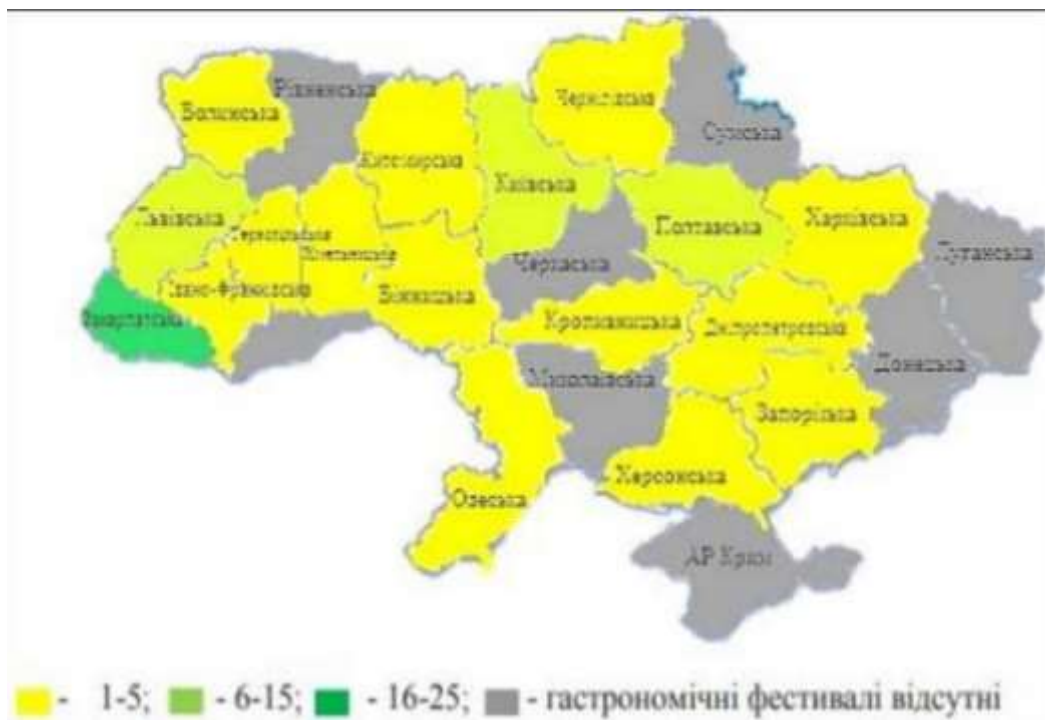 Рівненська
Волинська
Чернігівська
Сумська
Житомирська
Київська
Львівська
Полтавська
Харківська
Тернопільська
Хмельницька
Луганська
Черкаська
Івано-Франківська
Вінницька
Закарпатська
Кропивницька
Дніпропетровська
Донецька
Миколаївська
Запорізька
Херсонська
Одеська
АР Крим
- 1-5; - 6-15; - 16-25; - гастрономічні фестивалі відсутні